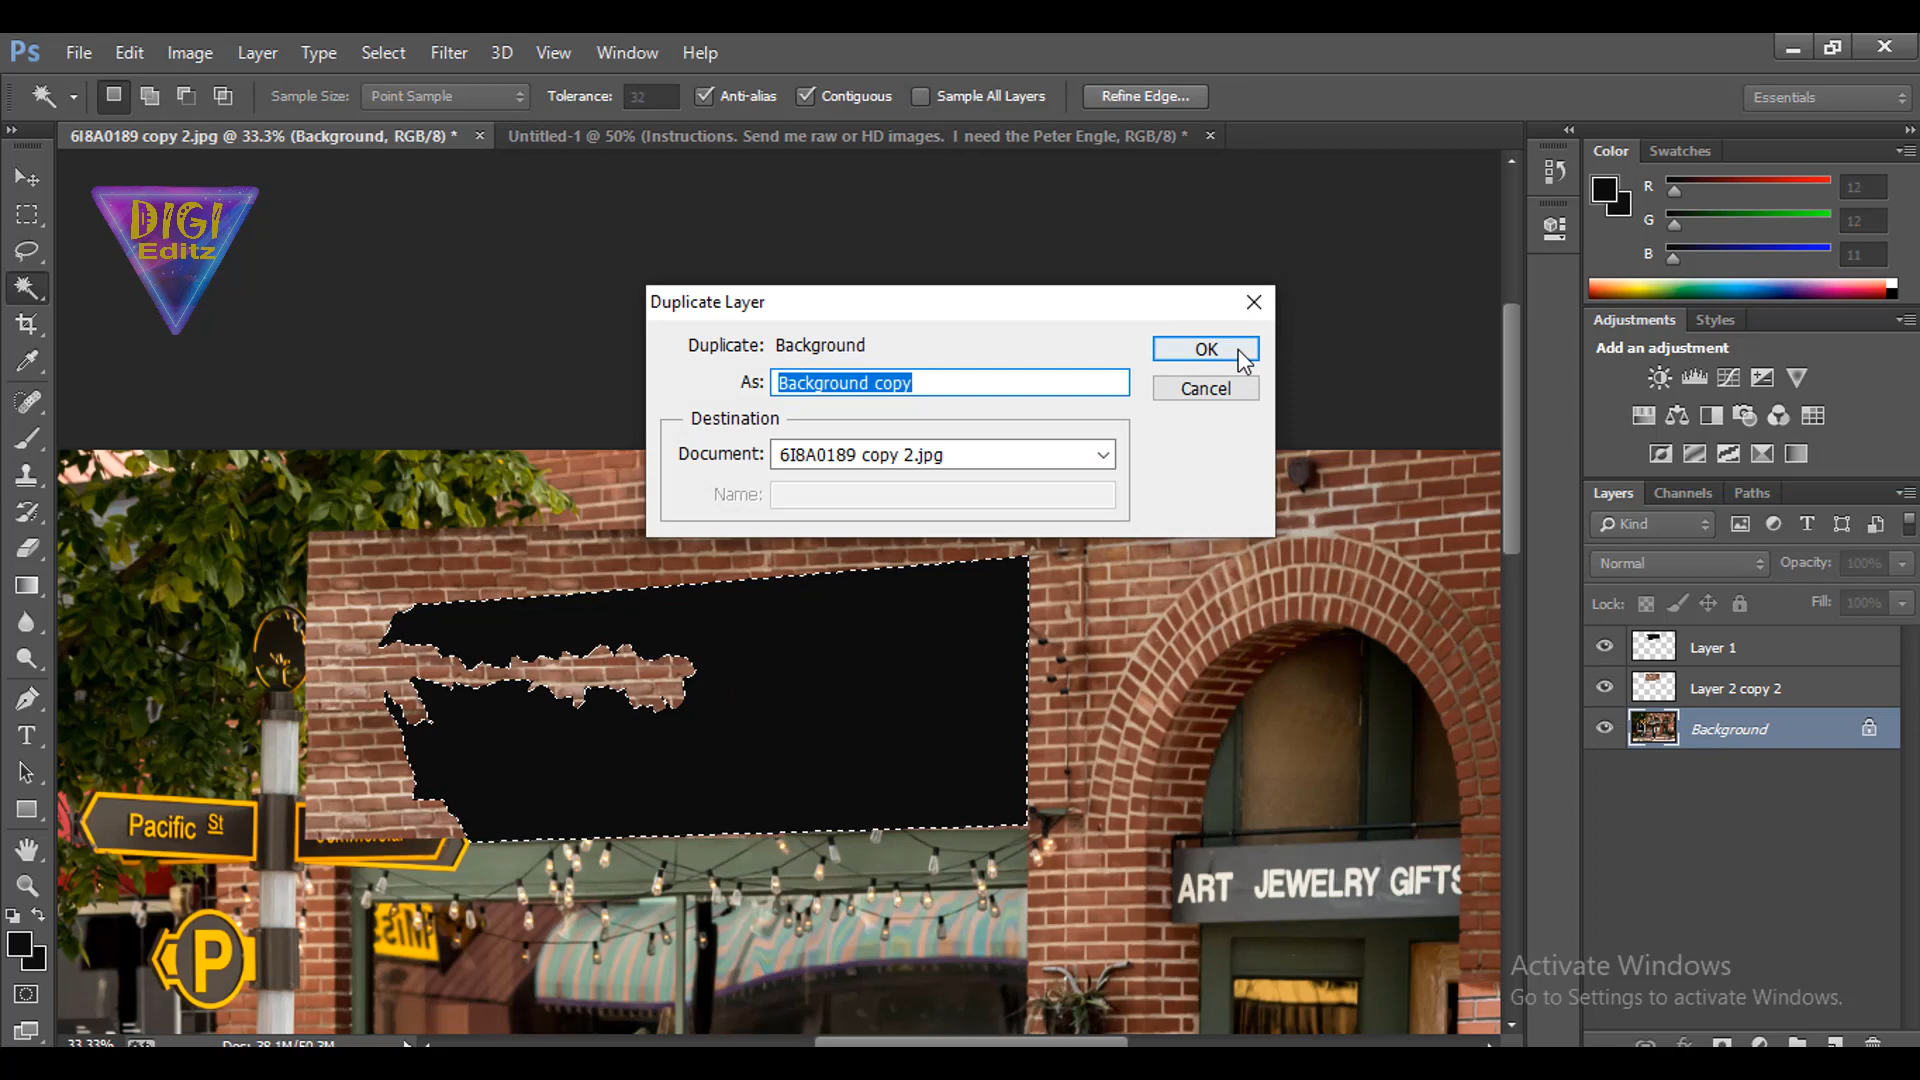 Ps File Edit Image Layer Type Select Filter 3D View Window Help
Sample Size: Point Sample Tolerance: 32 Anti-alias Contiguous Sample All Layers Refine Edge... Essentials
6I8A0189 copy 2.jpg @ 33.3% (Background, RGB/8) * Untitled-1 @ 50% (Instructions. Send me raw or HD images. I need the Peter Engle, RGB/8) *
Color Swatches
R 12
G 12
B 11
DIGI
Editz
Duplicate Layer
Duplicate: Background
OK
As: Background copy
Cancel
Destination
Document: 6I8A0189 copy 2.jpg
Name:
Adjustments Styles
Add an adjustment
Layers Channels Paths
Kind
Normal Opacity: 100%
Lock: Fill: 100%
Layer 1
Layer 2 copy 2
Background
Pacific St
P
ART JEWELRY GIFTS
Activate Windows
Go to Settings to activate Windows.
33.33% Doc: 38.1M/50.3M